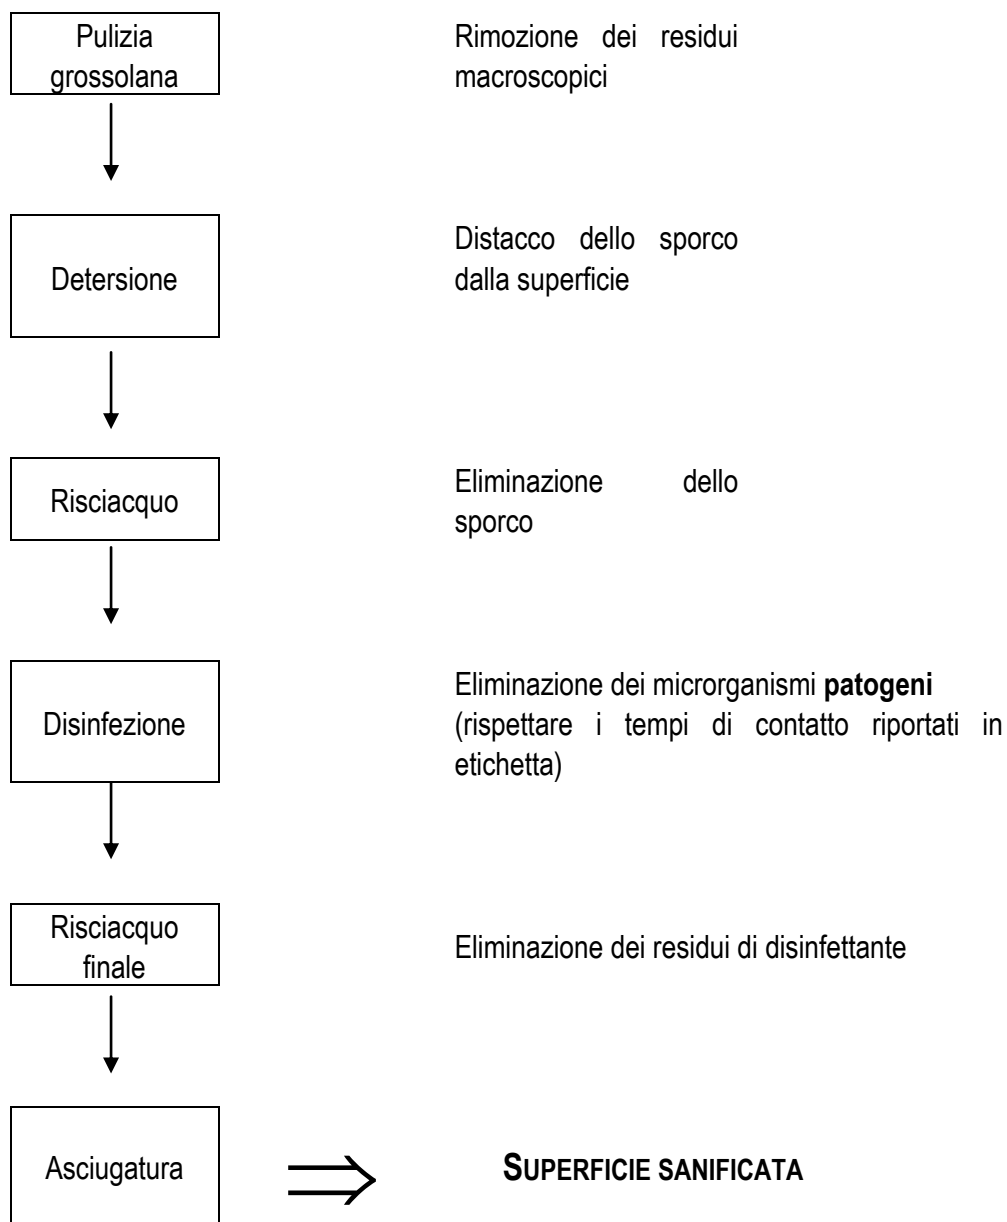 Pulizia
grossolana
Rimozione dei residui
macroscopici
Detersione
Distacco dello sporco
dalla superficie
Risciacquo
Eliminazione dello
sporco
Disinfezione
Eliminazione dei microrganismi patogeni
(rispettare i tempi di contatto riportati in
etichetta)
Risciacquo
finale
Eliminazione dei residui di disinfettante
Asciugatura
SUPERFICIE SANIFICATA